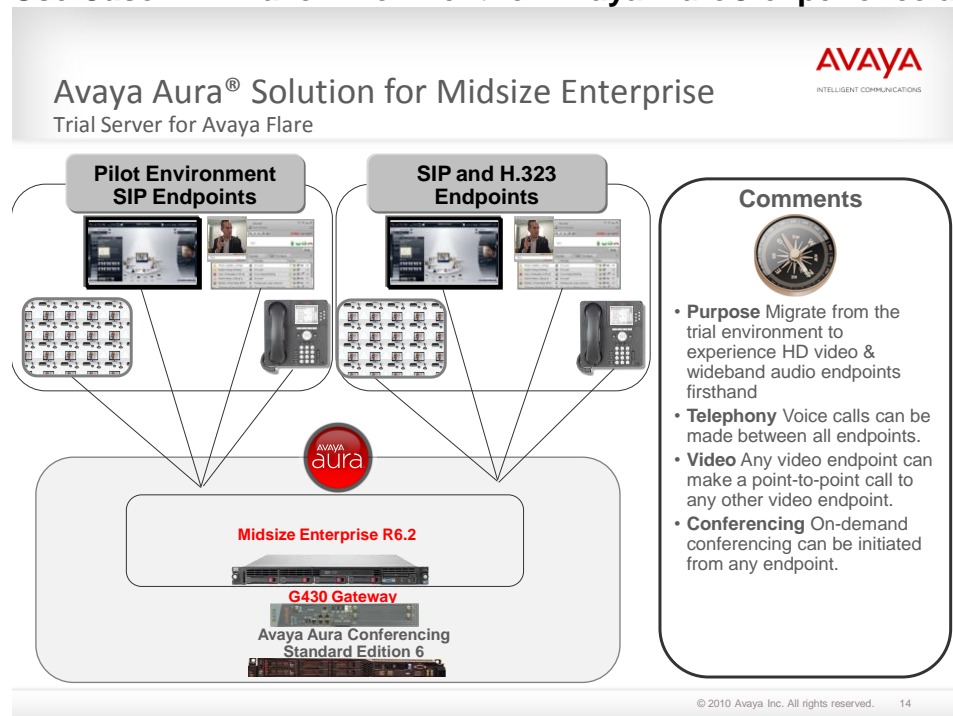 Avaya Aura® Solution for Midsize Enterprise
Trial Server for Avaya Flare
AVAYA
INTELLIGENT COMMUNICATIONS
Pilot Environment
SIP Endpoints
SIP and H.323
Endpoints
Comments
• Purpose Migrate from the
trial environment to
experience HD video &
wideband audio endpoints
firsthand
• Telephony Voice calls can be
made between all endpoints.
• Video Any video endpoint can
make a point-to-point call to
any other video endpoint.
• Conferencing On-demand
conferencing can be initiated
from any endpoint.
AVAYA
aura
Midsize Enterprise R6.2
G430 Gateway
Avaya Aura Conferencing
Standard Edition 6
© 2010 Avaya Inc. All rights reserved. 14